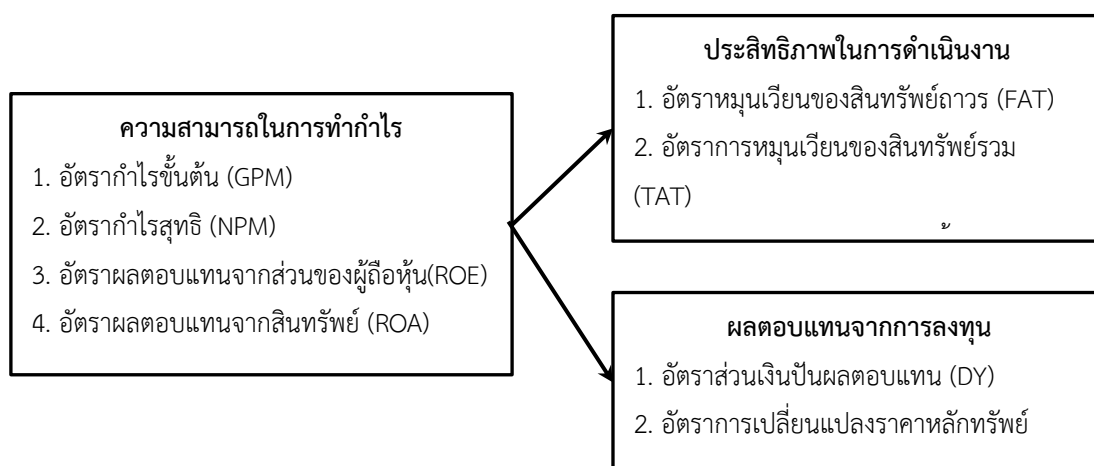 ความสามารถในการทำกำไร
1. อัตรากำไรขั้นต้น (GPM)
2. อัตรากำไรสุทธิ (NPM)
3. อัตราผลตอบแทนจากส่วนของผู้ถือหุ้น(ROE)
4. อัตราผลตอบแทนจากสินทรัพย์ (ROA)
ประสิทธิภาพในการดำเนินงาน
1. อัตราหมุนเวียนของสินทรัพย์ถาวร (FAT)
2. อัตราการหมุนเวียนของสินทรัพย์รวม
(TAT)
ผลตอบแทนจากการลงทุน
1. อัตราส่วนเงินปันผลตอบแทน (DY)
2. อัตราการเปลี่ยนแปลงราคาหลักทรัพย์